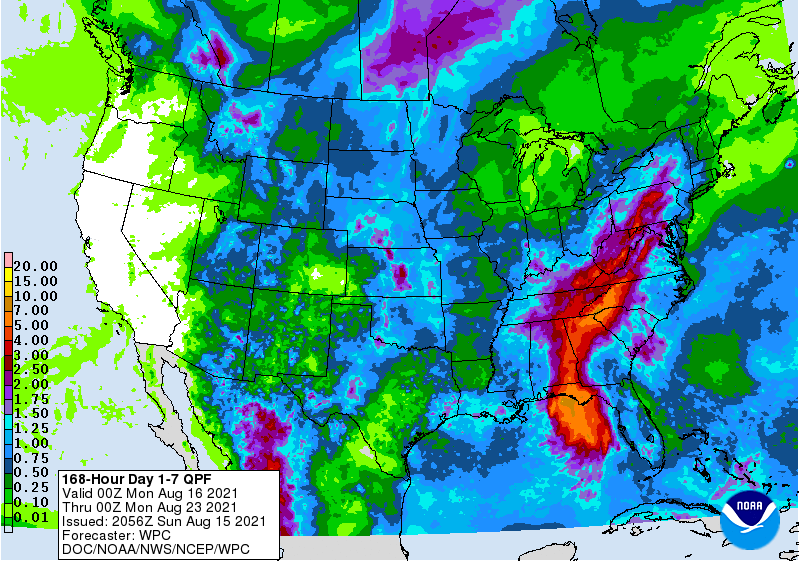 20.00
15.00
10.00
7.00
5.00
4.00
3.00
2.50
2.00
1.75
1.50
1.25
1.00
0.75
0.50
0.25
0.10
0.01
168-Hour Day 1-7 QPF
Valid 00Z Mon Aug 16 2021
Thru 00Z Mon Aug 23 2021
Issued: 2056Z Sun Aug 15 2021
Forecaster: WPC
DOC/NOAA/NWS/NCEP/WPC
NOAA